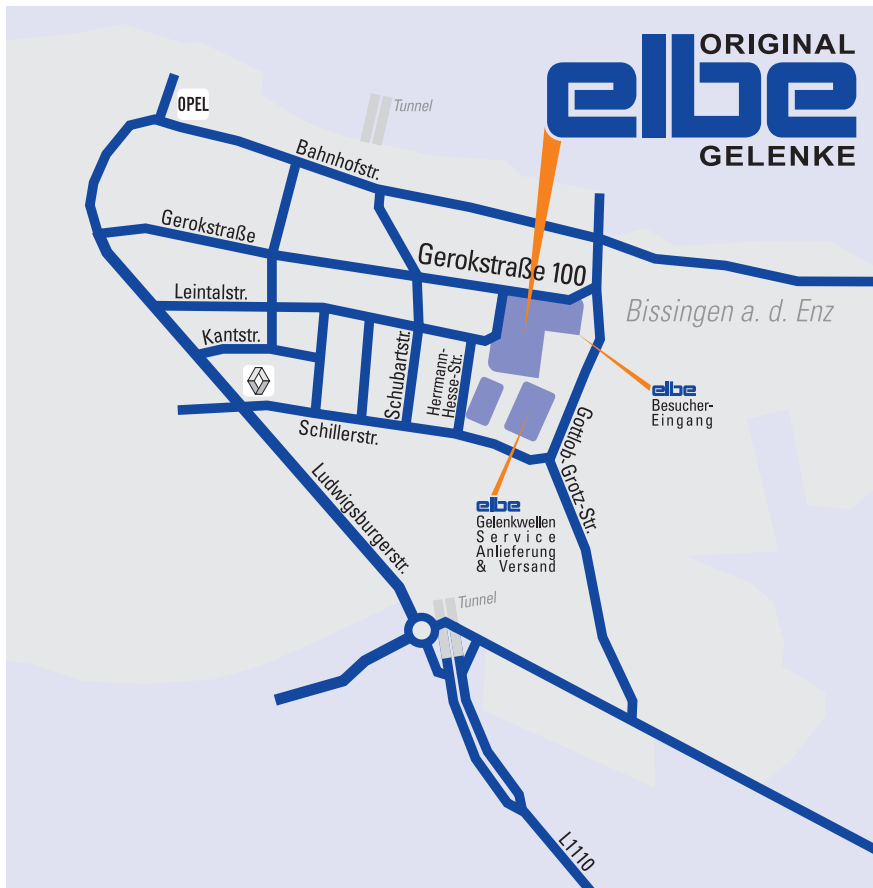 ORIGINAL
elbe
GELENKE
OPEL
Tunnel
Bahnhofstr.
Gerokstraße
Gerokstraße 100
Leintalstr.
Bissingen a. d. Enz
Kantstr.
Schubartstr.
Herrmann-
Hesse-Str.
elbe
Besucher-
Eingang
Schillerstr.
Gottlob-Grotz-Str.
Ludwigsburgerstr.
elbe
Gelenkwellen
Service
Anlieferung
& Versand
Tunnel
L1110